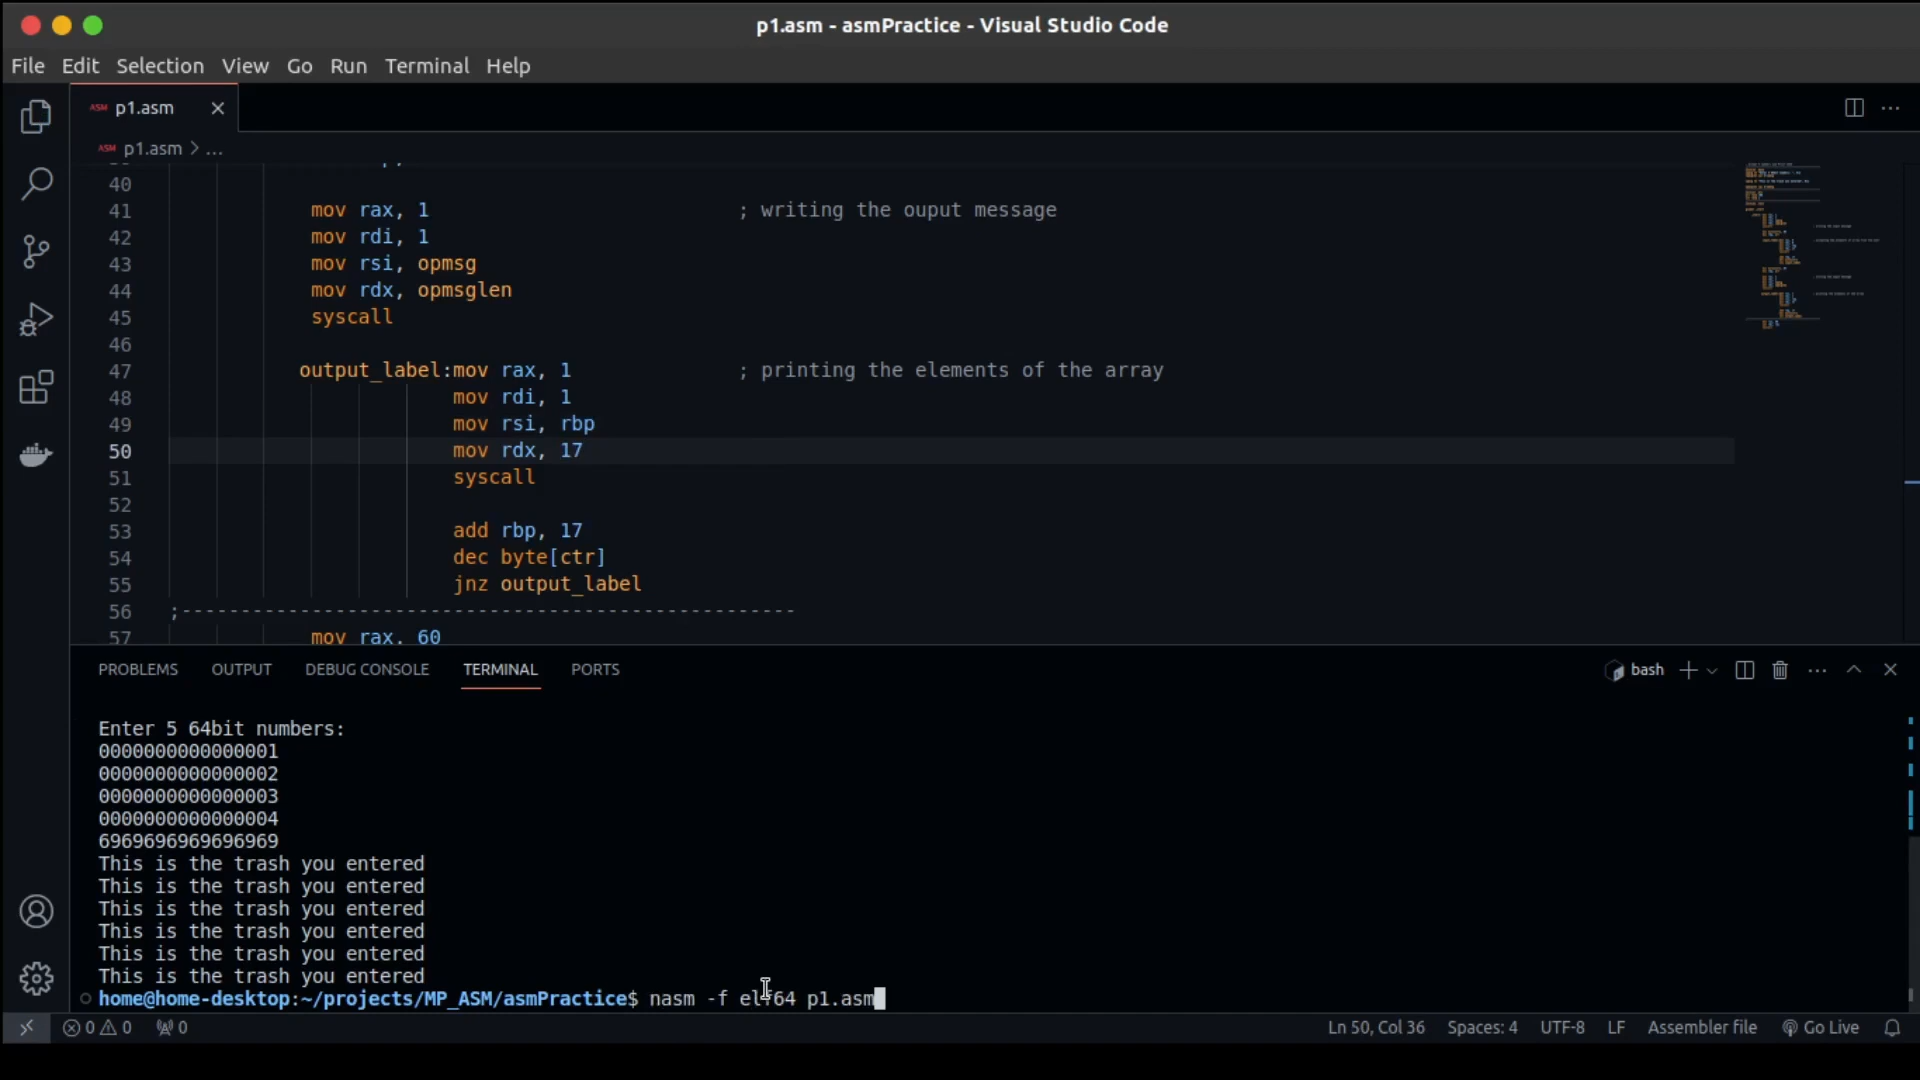 p1.asm - asmPractice - Visual Studio Code
File Edit Selection View Go Run Terminal Help
ASM p1.asm
ASM p1.asm > ...
40
41 mov rax, 1 ; writing the ouput message
42 mov rdi, 1
43 mov rsi, opmsg
44 mov rdx, opmsglen
45 syscall
46
47 output_label:mov rax, 1 ; printing the elements of the array
48 mov rdi, 1
49 mov rsi, rbp
50 mov rdx, 17
51 syscall
52
53 add rbp, 17
54 dec byte[ctr]
55 jnz output_label
56 ;----------------------------------------------------
57 mov rax, 60
PROBLEMS OUTPUT DEBUG CONSOLE TERMINAL PORTS bash
Enter 5 64bit numbers:
0000000000000001
0000000000000002
0000000000000003
0000000000000004
6969696969696969
This is the trash you entered
This is the trash you entered
This is the trash you entered
This is the trash you entered
This is the trash you entered
This is the trash you entered
home@home-desktop:~/projects/MP_ASM/asmPractice$ nasm -f elf64 p1.asm
0 0 0 Ln 50, Col 36 Spaces: 4 UTF-8 LF Assembler file Go Live